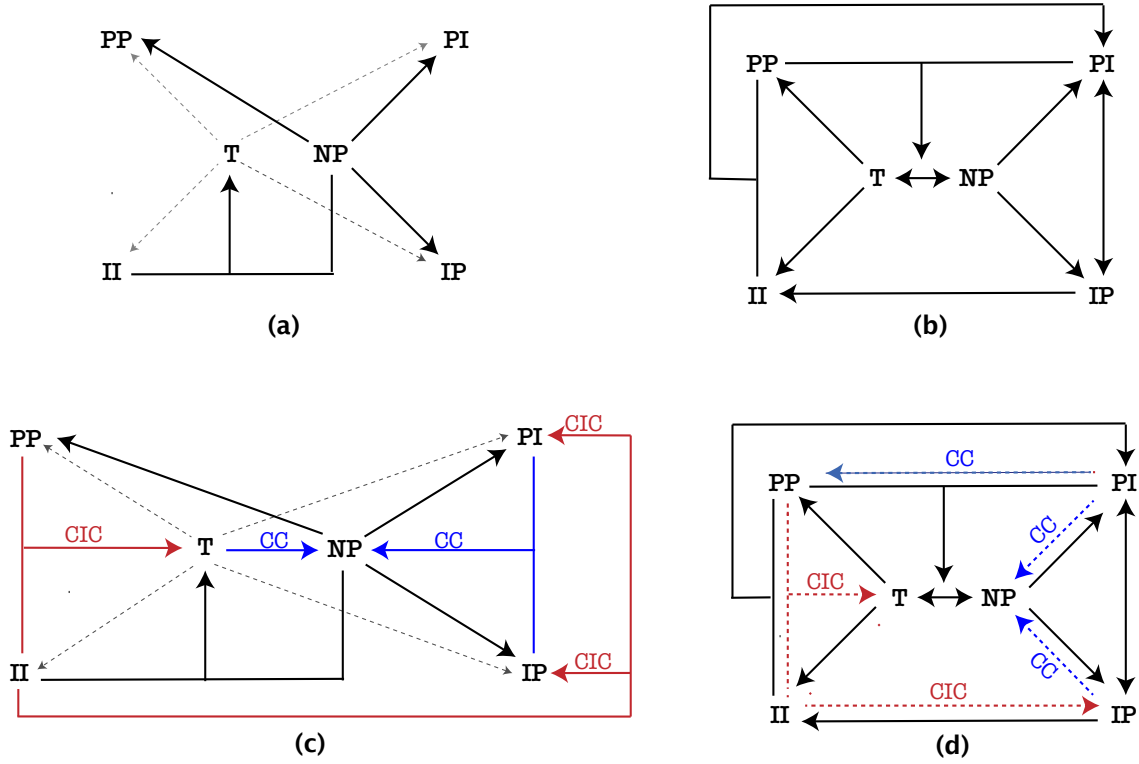 PP PI
T NP
II IP
(a)
PP PI
T NP
II IP
(b)
PP PI
CIC
CIC T CC NP CC
II IP
CIC
(c)
CC
PP PI
CC
CIC T NP
CC
CIC
II IP
(d)